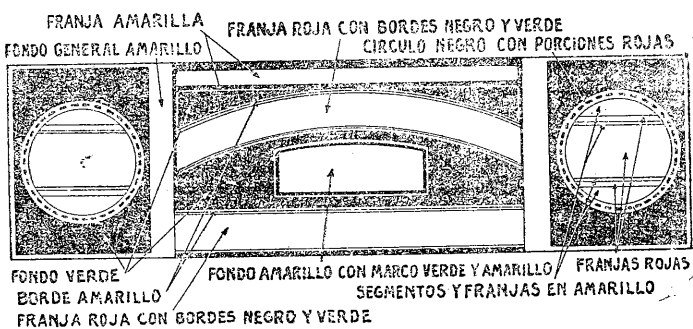 FRANJA AMARILLA
FRANJA ROJA CON BORDES NEGRO Y VERDE
FONDO GENERAL AMARILLO
CIRCULO NEGRO CON PORCIONES ROJAS
FONDO VERDE
FONDO AMARILLO CON MARCO VERDE Y AMARILLO
FRANJAS ROJAS
BORDE AMARILLO
SEGMENTOS Y FRANJAS EN AMARILLO
FRANJA ROJA CON BORDES NEGRO Y VERDE